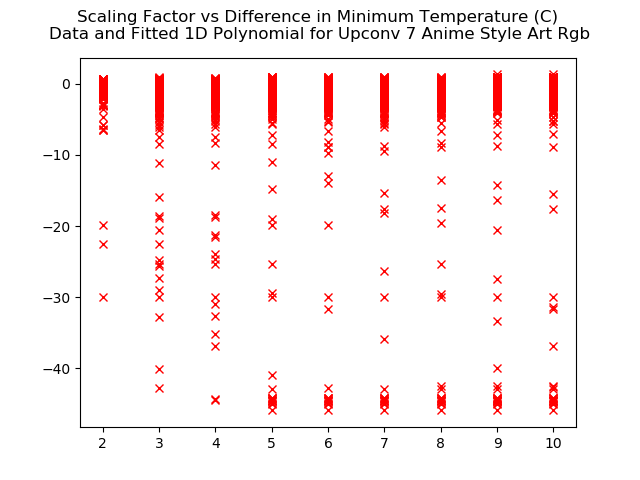 Scaling Factor vs Difference in Minimum Temperature (C)
Data and Fitted 1D Polynomial for Upconv 7 Anime Style Art Rgb
0
−10
−20
−30
−40
2 3 4 5 6 7 8 9 10